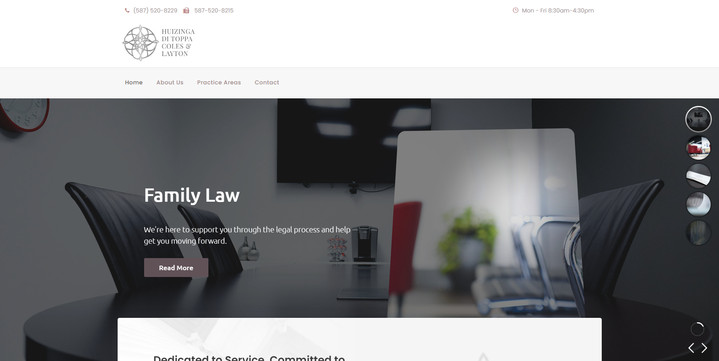 (587) 520-6229 587-520-6215
Mon - Fri 8:30am-4:30pm
HUIZINGA
DI TOPPA
COLES &
LAYTON
Home About Us Practice Areas Contact
Family Law
We're here to support you through the legal process and help
get you moving forward.
Read More
Dedicated to Service, Committed to